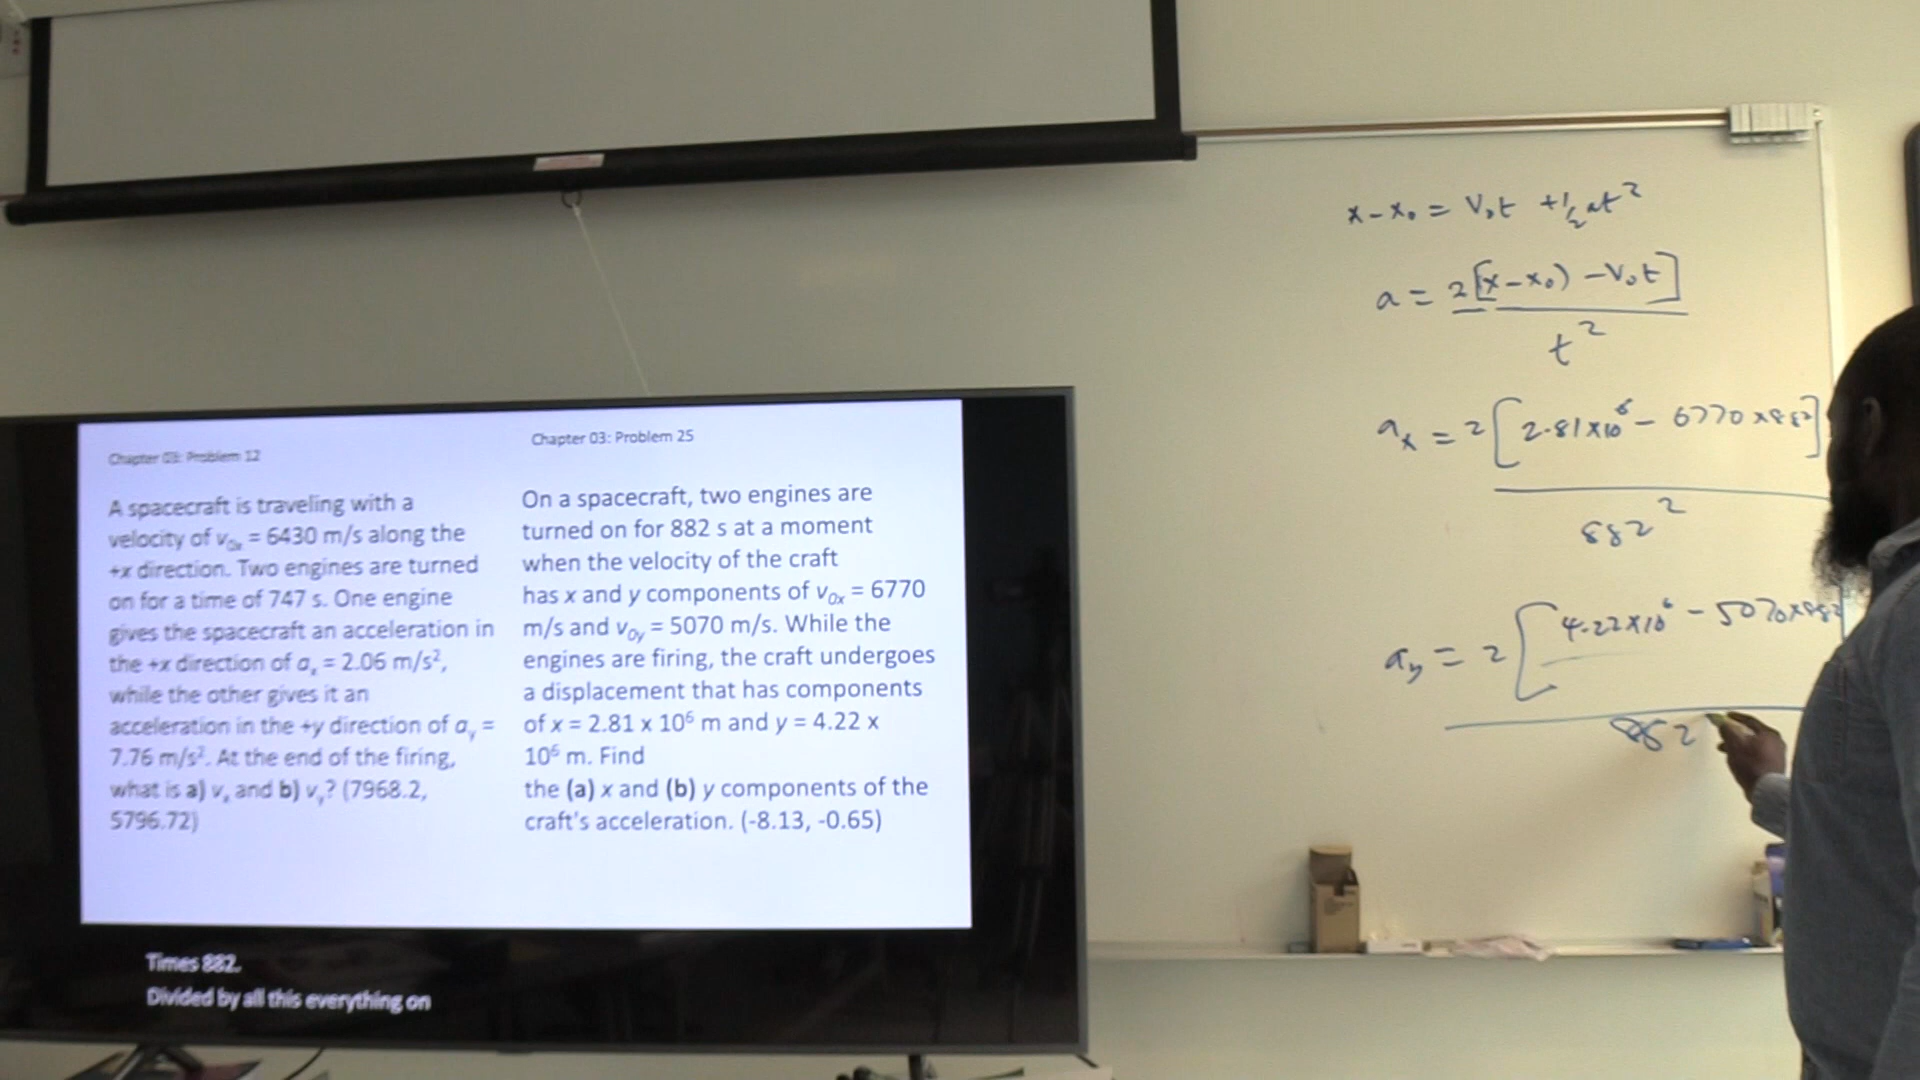 Chapter 03: Problem 12
A spacecraft is traveling with a
velocity of v0x = 6430 m/s along the
+x direction. Two engines are turned
on for a time of 747 s. One engine
gives the spacecraft an acceleration in
the +x direction of ax = 2.06 m/s²,
while the other gives it an
acceleration in the +y direction of ay =
7.76 m/s². At the end of the firing,
what is a) vx and b) vy? (7968.2,
5796.72)
Chapter 03: Problem 25
On a spacecraft, two engines are
turned on for 882 s at a moment
when the velocity of the craft
has x and y components of v0x = 6770
m/s and v0y = 5070 m/s. While the
engines are firing, the craft undergoes
a displacement that has components
of x = 2.81 x 10⁶ m and y = 4.22 x
10⁶ m. Find
the (a) x and (b) y components of the
craft's acceleration. (-8.13, -0.65)
Times 882.
Divided by all this everything on
x - x₀ = V₀t + ½at²
a = 2[x - x₀) - V₀t]
t²
ax = 2[2.81x10⁶ - 6770x882]
882²
ay = 2[4.22x10⁶ - 5070x882
882